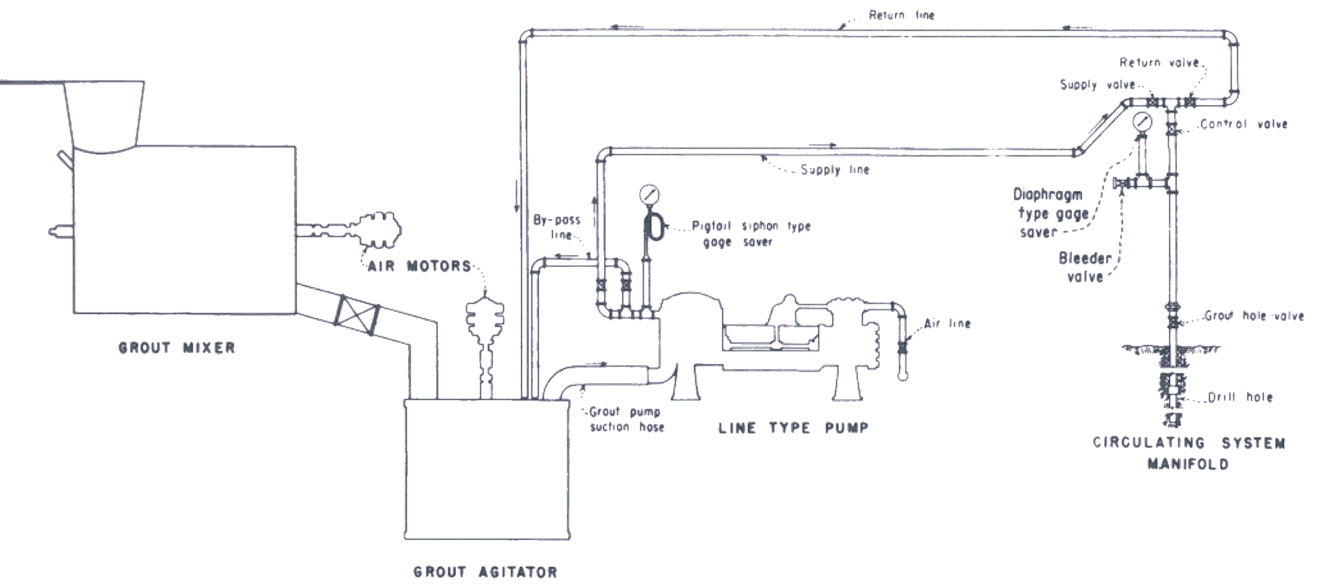 Return line
Return valve
Supply valve
Control valve
Supply line
Diaphragm
type gage
saver
Bleeder
valve
By-pass
line
Pigtail siphon type
gage saver
AIR MOTORS
Air line
Grout hole valve
GROUT MIXER
Drill hole
Grout pump
suction hose
LINE TYPE PUMP
CIRCULATING SYSTEM
MANIFOLD
GROUT AGITATOR